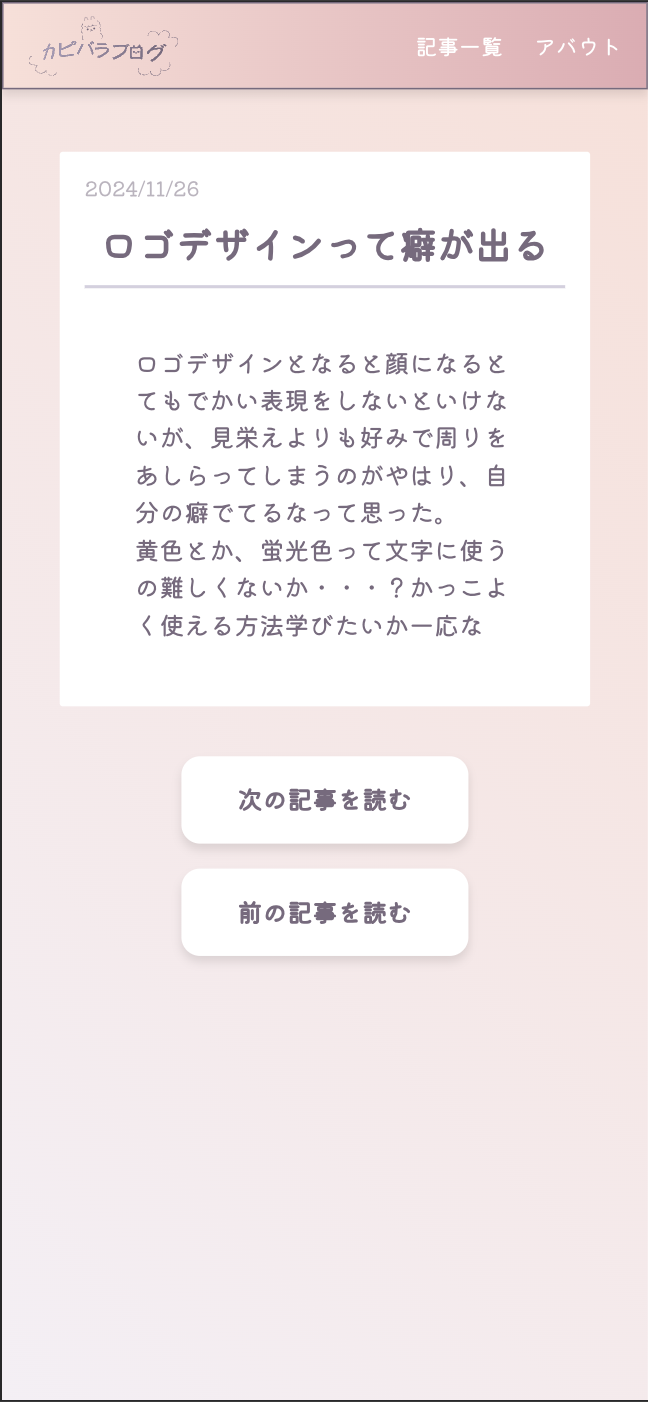 カピバラブログ
記事一覧 アバウト
2024/11/26
ロゴデザインって癖が出る
ロゴデザインとなると顔になると
てもでかい表現をしないといけな
いが、見栄えよりも好みで周りを
あしらってしまうのがやはり、自
分の癖でてるなって思った。
黄色とか、蛍光色って文字に使う
の難しくないか・・・？かっこよ
く使える方法学びたいか一応な
次の記事を読む
前の記事を読む